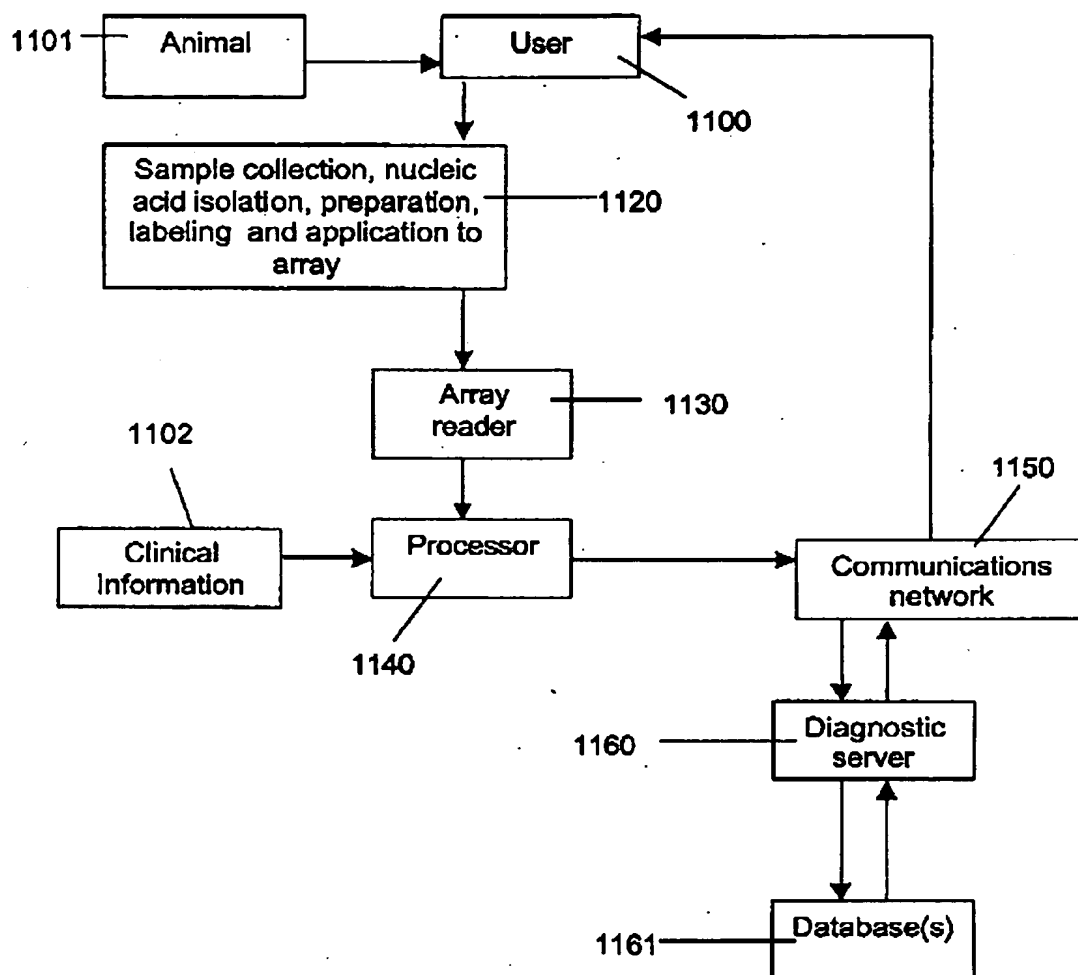 1101
Animal
User
1100
Sample collection, nucleic
acid isolation, preparation,
labeling and application to
array
1120
Array
reader
1130
1102
1150
Clinical
Information
Processor
Communications
network
1140
1160
Diagnostic
server
1161
Database(s)